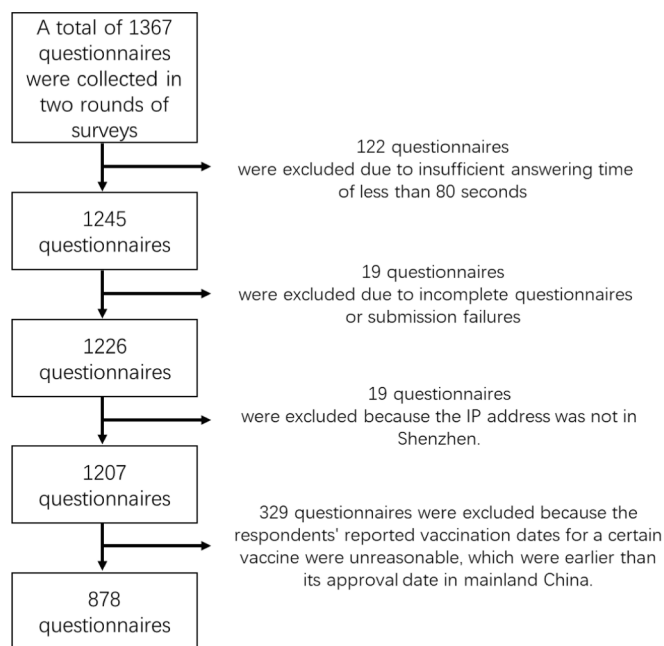 A total of 1367
questionnaires
were collected in
two rounds of
surveys
122 questionnaires
were excluded due to insufficient answering time
of less than 80 seconds
1245
questionnaires
19 questionnaires
were excluded due to incomplete questionnaires
or submission failures
1226
questionnaires
19 questionnaires
were excluded because the IP address was not in
Shenzhen.
1207
questionnaires
329 questionnaires were excluded because the
respondents' reported vaccination dates for a certain
vaccine were unreasonable, which were earlier than
its approval date in mainland China.
878
questionnaires